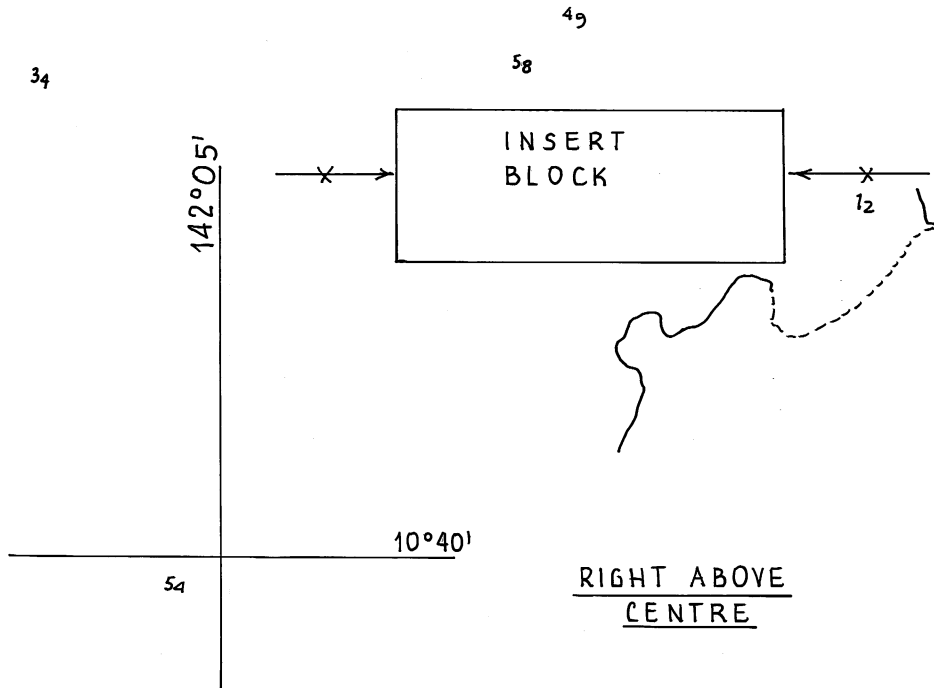 4₉
5₈
3₄
INSERT
BLOCK
142°05'
1₂
10°40'
5₄
RIGHT ABOVE
CENTRE